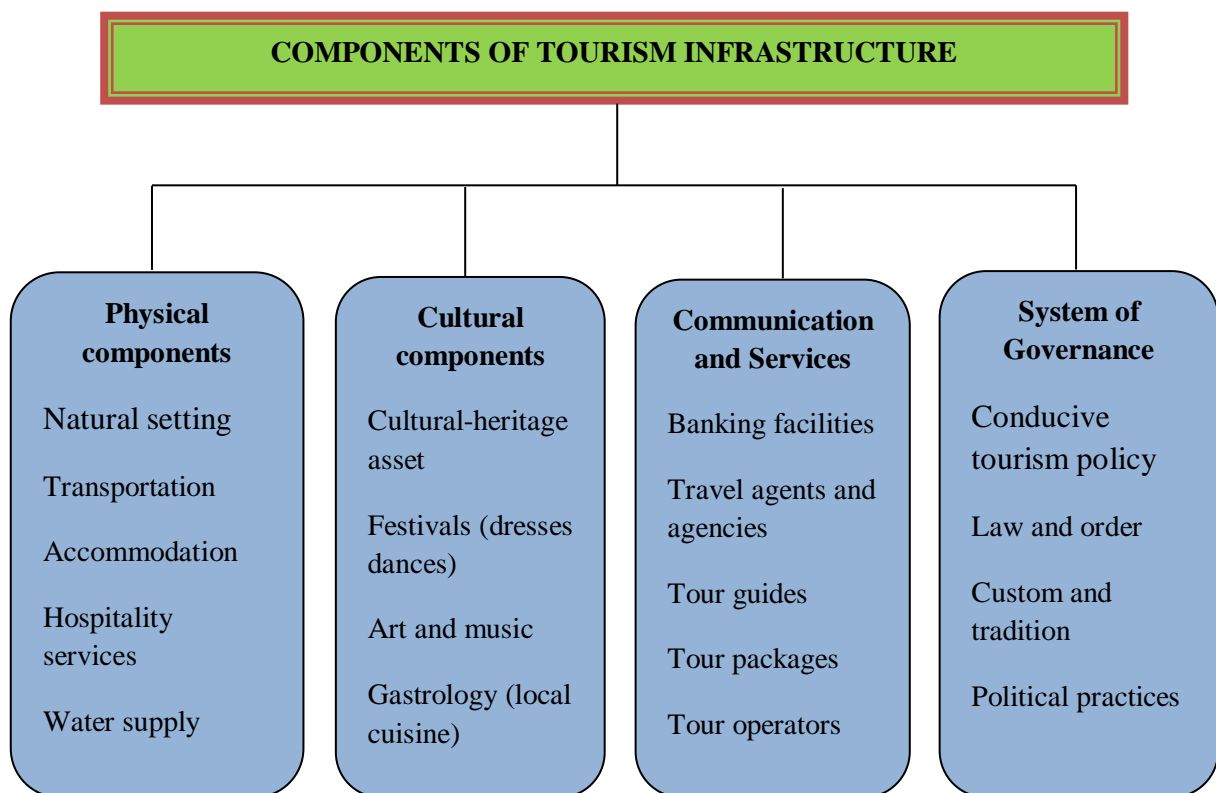 COMPONENTS OF TOURISM INFRASTRUCTURE
Physical
components
Natural setting
Transportation
Accommodation
Hospitality
services
Water supply
Cultural
components
Cultural-heritage
asset
Festivals (dresses
dances)
Art and music
Gastrology (local
cuisine)
Communication
and Services
Banking facilities
Travel agents and
agencies
Tour guides
Tour packages
Tour operators
System of
Governance
Conducive
tourism policy
Law and order
Custom and
tradition
Political practices